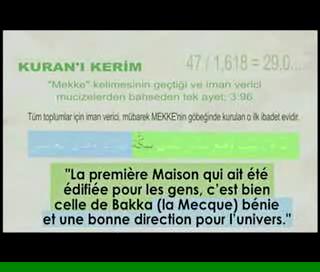 KURAN'I KERİM
47 / 1,618 = 29.0....
"Mekke" kelimesinin geçtiği ve iman verici
mucizelerden bahseden tek ayet; 3:96
Tüm toplumlar için iman verici, mübarek MEKKE'nin göbeğinde kurulan o ilk ibadet evidir.
"La première Maison qui ait été
édifiée pour les gens, c'est bien
celle de Bakka (la Mecque) bénie
et une bonne direction pour l'univers."